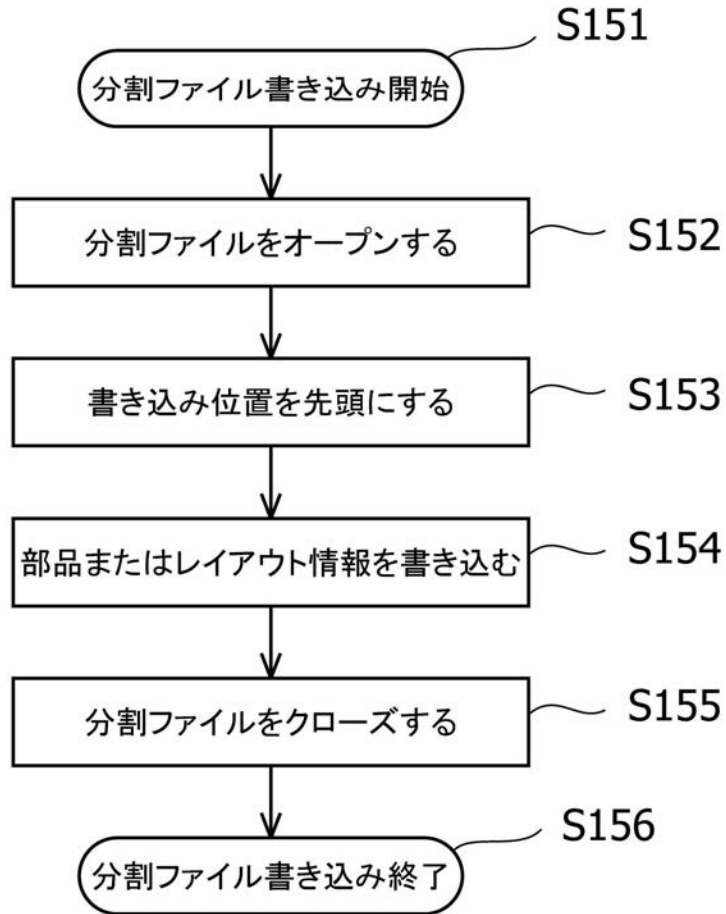 S151
分割ファイル書き込み開始
分割ファイルをオープンする
S152
書き込み位置を先頭にする
S153
部品またはレイアウト情報を書き込む
S154
分割ファイルをクローズする
S155
S156
分割ファイル書き込み終了